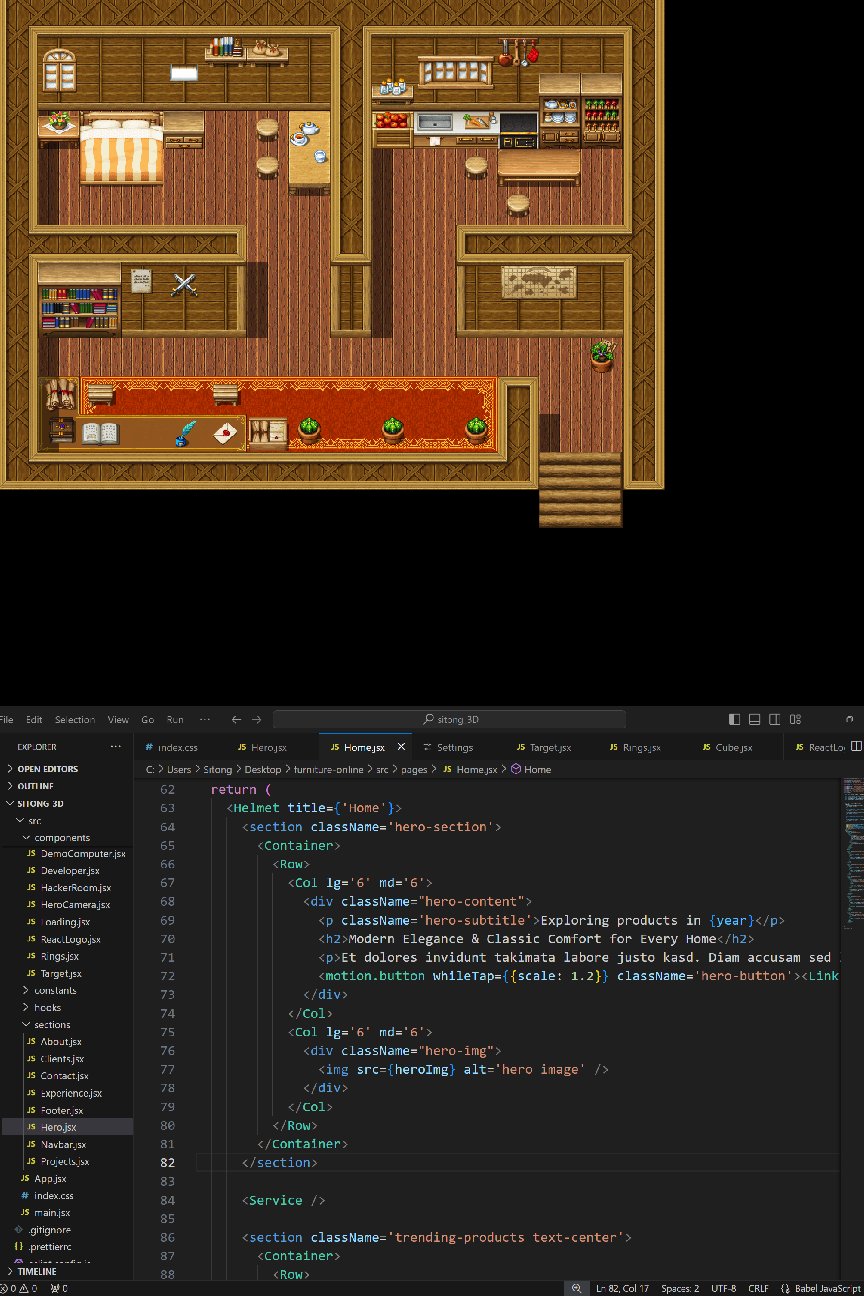 File Edit Selection View Go Run ··· sitong 3D
EXPLORER ···
OPEN EDITORS
OUTLINE
SITONG 3D
src
components
JS DemoComputer.jsx
JS Developer.jsx
JS HackerRoom.jsx
JS HeroCamera.jsx
JS Loading.jsx
JS ReactLogo.jsx
JS Rings.jsx
JS Target.jsx
constants
hooks
sections
JS About.jsx
JS Clients.jsx
JS Contact.jsx
JS Experience.jsx
JS Footer.jsx
JS Hero.jsx
JS Navbar.jsx
JS Projects.jsx
JS App.jsx
# index.css
JS main.jsx
.gitignore
{} .prettierrc
TIMELINE
# index.css JS Hero.jsx JS Home.jsx Settings JS Target.jsx JS Rings.jsx JS Cube.jsx JS ReactLo
C: > Users > Sitong > Desktop > furniture-online > src > pages > JS Home.jsx > Home
62 return (
63 <Helmet title={'Home'}>
64 <section className='hero-section'>
65 <Container>
66 <Row>
67 <Col lg='6' md='6'>
68 <div className="hero-content">
69 <p className='hero-subtitle'>Exploring products in {year}</p>
70 <h2>Modern Elegance & Classic Comfort for Every Home</h2>
71 <p>Et dolores invidunt takimata labore justo kasd. Diam accusam sed
72 <motion.button whileTap={{scale: 1.2}} className='hero-button'><Link
73 </div>
74 </Col>
75 <Col lg='6' md='6'>
76 <div className="hero-img">
77 <img src={heroImg} alt='hero image' />
78 </div>
79 </Col>
80 </Row>
81 </Container>
82 </section>
83
84 <Service />
85
86 <section className='trending-products text-center'>
87 <Container>
88 <Row>
0 0 0 Ln 82, Col 17 Spaces: 2 UTF-8 CRLF {} Babel JavaScript